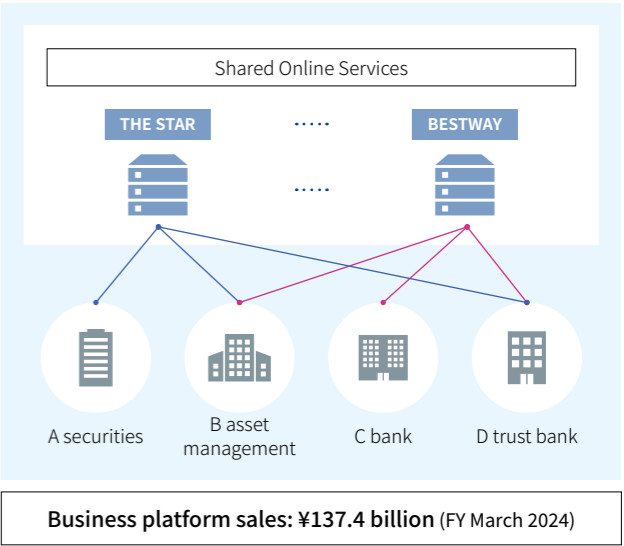 Shared Online Services
THE STAR ..... BESTWAY
.....
A securities
B asset
management
C bank
D trust bank
Business platform sales: ¥137.4 billion (FY March 2024)